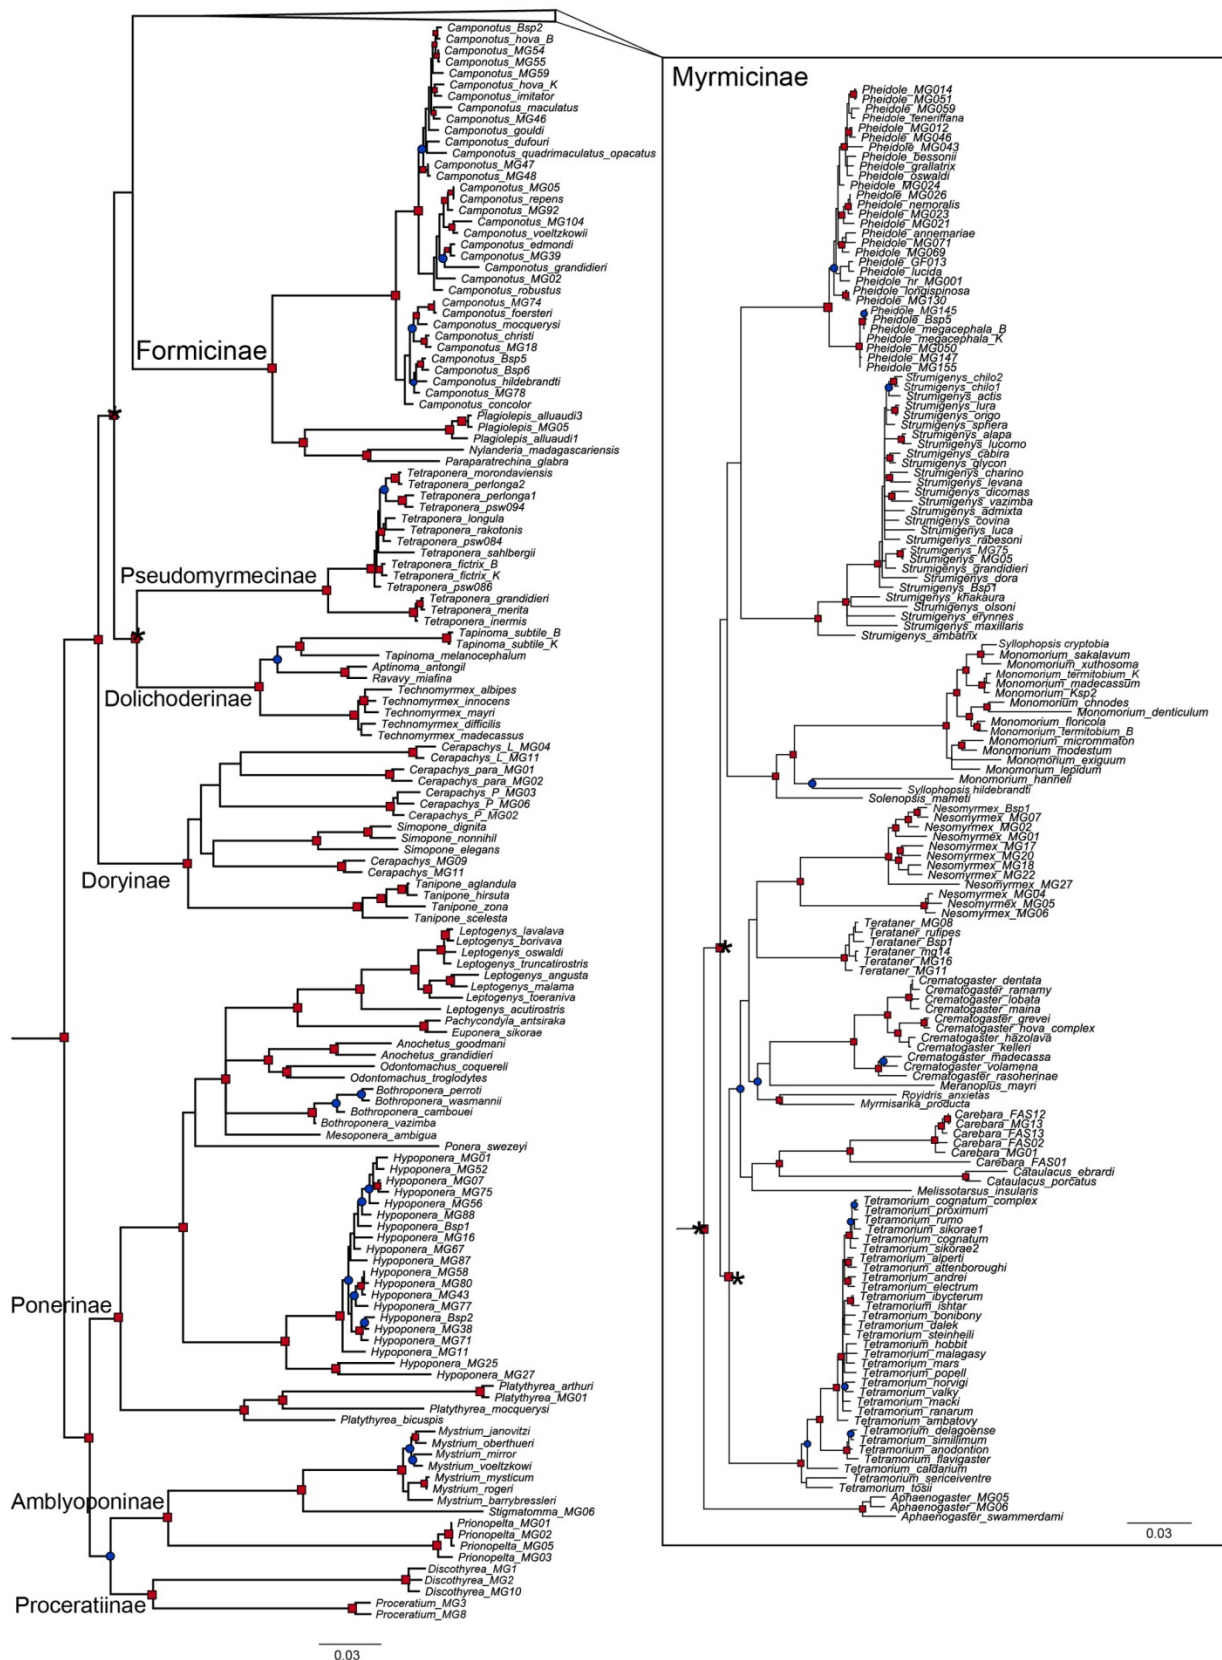 Camponotus_Bsp2
Camponotus_hova_B
Camponotus_MG54
Camponotus_MG55
Camponotus_MG59
Camponotus_hova_K
Camponotus_imitator
Camponotus_maculatus
Camponotus_MG46
Camponotus_gouldi
Camponotus_dufouri
Camponotus_quadrimaculatus_opacatus
Camponotus_MG47
Camponotus_MG48
Camponotus_MG05
Camponotus_repens
Camponotus_MG92
Camponotus_MG104
Camponotus_voeltzkowii
Camponotus_edmondi
Camponotus_MG39
Camponotus_grandidieri
Camponotus_MG02
Camponotus_robustus
Camponotus_MG74
Camponotus_foersteri
Camponotus_mocquerysi
Camponotus_christi
Camponotus_MG18
Formicinae
Camponotus_Bsp5
Camponotus_Bsp6
Camponotus_hildebrandti
Camponotus_MG78
Camponotus_concolor
Plagiolepis_alluaudi3
Plagiolepis_MG05
Plagiolepis_alluaudi1
Nylanderia_madagascariensis
Paraparatrechina_glabra
Tetraponera_morondaviensis
Tetraponera_perlonga2
Tetraponera_perlonga1
Tetraponera_psw094
Tetraponera_longula
Tetraponera_rakotonis
Tetraponera_psw084
Tetraponera_sahlbergii
Tetraponera_fictrix_B
Pseudomyrmecinae
Tetraponera_fictrix_K
Tetraponera_psw086
Tetraponera_grandidieri
Tetraponera_merita
Tetraponera_inermis
Tapinoma_subtile_B
Tapinoma_subtile_K
Tapinoma_melanocephalum
Aptinoma_antongil
Ravavy_miafina
Technomyrmex_albipes
Dolichoderinae
Technomyrmex_innocens
Technomyrmex_mayri
Technomyrmex_difficilis
Technomyrmex_madecassus
Cerapachys_L_MG04
Cerapachys_L_MG11
Cerapachys_para_MG01
Cerapachys_para_MG02
Cerapachys_P_MG03
Cerapachys_P_MG06
Cerapachys_P_MG02
Simopone_dignita
Simopone_nonnihil
Simopone_elegans
Cerapachys_MG09
Cerapachys_MG11
Doryinae
Tanipone_aglandula
Tanipone_hirsuta
Tanipone_zona
Tanipone_scelesta
Leptogenys_lavalava
Leptogenys_borivava
Leptogenys_oswaldi
Leptogenys_truncatirostris
Leptogenys_angusta
Leptogenys_malama
Leptogenys_toeraniva
Leptogenys_acutirostris
Pachycondyla_antsiraka
Euponera_sikorae
Anochetus_goodmani
Anochetus_grandidieri
Odontomachus_coquereli
Odontomachus_troglodytes
Bothroponera_perroti
Bothroponera_wasmannii
Bothroponera_cambouei
Bothroponera_vazimba
Mesoponera_ambigua
Ponera_swezeyi
Hypoponera_MG01
Hypoponera_MG52
Hypoponera_MG07
Hypoponera_MG75
Hypoponera_MG56
Hypoponera_MG88
Hypoponera_Bsp1
Hypoponera_MG16
Hypoponera_MG67
Hypoponera_MG87
Hypoponera_MG58
Hypoponera_MG80
Hypoponera_MG43
Ponerinae
Hypoponera_MG77
Hypoponera_Bsp2
Hypoponera_MG38
Hypoponera_MG71
Hypoponera_MG11
Hypoponera_MG25
Hypoponera_MG27
Platythyrea_arthuri
Platythyrea_MG01
Platythyrea_mocquerysi
Platythyrea_bicuspis
Mystrium_janovitzi
Mystrium_oberthueri
Mystrium_mirror
Mystrium_voeltzkowi
Mystrium_mysticum
Mystrium_rogeri
Mystrium_barrybressleri
Amblyoponinae
Stigmatomma_MG06
Prionopelta_MG01
Prionopelta_MG02
Prionopelta_MG05
Prionopelta_MG03
Discothyrea_MG1
Discothyrea_MG2
Discothyrea_MG10
Proceratiinae
Proceratium_MG3
Proceratium_MG8
0.03
Myrmicinae
Pheidole_MG014
Pheidole_MG051
Pheidole_MG059
Pheidole_teneriffana
Pheidole_MG012
Pheidole_MG046
Pheidole_MG043
Pheidole_bessonii
Pheidole_grallatrix
Pheidole_oswaldi
Pheidole_MG024
Pheidole_MG026
Pheidole_nemoralis
Pheidole_MG023
Pheidole_MG021
Pheidole_annemariae
Pheidole_MG071
Pheidole_MG069
Pheidole_GF013
Pheidole_lucida
Pheidole_hr_MG001
Pheidole_longispinosa
Pheidole_MG130
Pheidole_MG145
Pheidole_Bsp5
Pheidole_megacephala_B
Pheidole_megacephala_K
Pheidole_MG050
Pheidole_MG147
Pheidole_MG155
Strumigenys_chilo2
Strumigenys_chilo1
Strumigenys_actis
Strumigenys_lura
Strumigenys_origo
Strumigenys_sphera
Strumigenys_alapa
Strumigenys_lucomo
Strumigenys_cabira
Strumigenys_glycon
Strumigenys_charino
Strumigenys_levana
Strumigenys_dicomas
Strumigenys_vazimba
Strumigenys_admixta
Strumigenys_covina
Strumigenys_luca
Strumigenys_rabesoni
Strumigenys_MG75
Strumigenys_MG05
Strumigenys_grandidieri
Strumigenys_dora
Strumigenys_Bsp1
Strumigenys_khakaura
Strumigenys_olsoni
Strumigenys_erynnes
Strumigenys_maxillaris
Strumigenys_ambatrix
Syllophopsis cryptobia
Monomorium_sakalavum
Monomorium_xuthosoma
Monomorium_termitobium_K
Monomorium_madecassum
Monomorium_Ksp2
Monomorium_chnodes
Monomorium_denticulum
Monomorium_floricola
Monomorium_termitobium_B
Monomorium_micrommaton
Monomorium_modestum
Monomorium_exiguum
Monomorium_lepidum
Monomorium_hanneli
Syllophopsis hildebrandti
Solenopsis_mameti
Nesomyrmex_Bsp1
Nesomyrmex_MG07
Nesomyrmex_MG02
Nesomyrmex_MG01
Nesomyrmex_MG17
Nesomyrmex_MG20
Nesomyrmex_MG18
Nesomyrmex_MG22
Nesomyrmex_MG27
Nesomyrmex_MG04
Nesomyrmex_MG05
Nesomyrmex_MG06
Terataner_MG08
Terataner_rufipes
Terataner_Bsp1
Terataner_mg14
Terataner_MG16
Terataner_MG11
Crematogaster_dentata
Crematogaster_ramamy
Crematogaster_lobata
Crematogaster_maina
Crematogaster_grevei
Crematogaster_hova_complex
Crematogaster_hazolava
Crematogaster_kelleri
Crematogaster_madecassa
Crematogaster_volamena
Crematogaster_rasoherinae
Meranoplus_mayri
Royidris_anxietas
Myrmisaraka_producta
Carebara_FAS12
Carebara_MG13
Carebara_FAS13
Carebara_FAS02
Carebara_MG01
Carebara_FAS01
Cataulacus_ebrardi
Cataulacus_porcatus
Melissotarsus_insularis
Tetramorium_cognatum_complex
Tetramorium_proximum
Tetramorium_rumo
Tetramorium_sikorae1
Tetramorium_cognatum
Tetramorium_sikorae2
Tetramorium_alperti
Tetramorium_attenboroughi
Tetramorium_andrei
Tetramorium_electrum
Tetramorium_ibycterum
Tetramorium_ishtar
Tetramorium_bonibony
Tetramorium_dalek
Tetramorium_steinheili
Tetramorium_hobbit
Tetramorium_malagasy
Tetramorium_mars
Tetramorium_popell
Tetramorium_norvigi
Tetramorium_valky
Tetramorium_macki
Tetramorium_ranarum
Tetramorium_ambatovy
Tetramorium_delagoense
Tetramorium_simillimum
Tetramorium_anodontion
Tetramorium_flavigaster
Tetramorium_caldarium
Tetramorium_sericeiventre
Tetramorium_tosii
Aphaenogaster_MG05
Aphaenogaster_MG06
Aphaenogaster_swammerdami
0.03